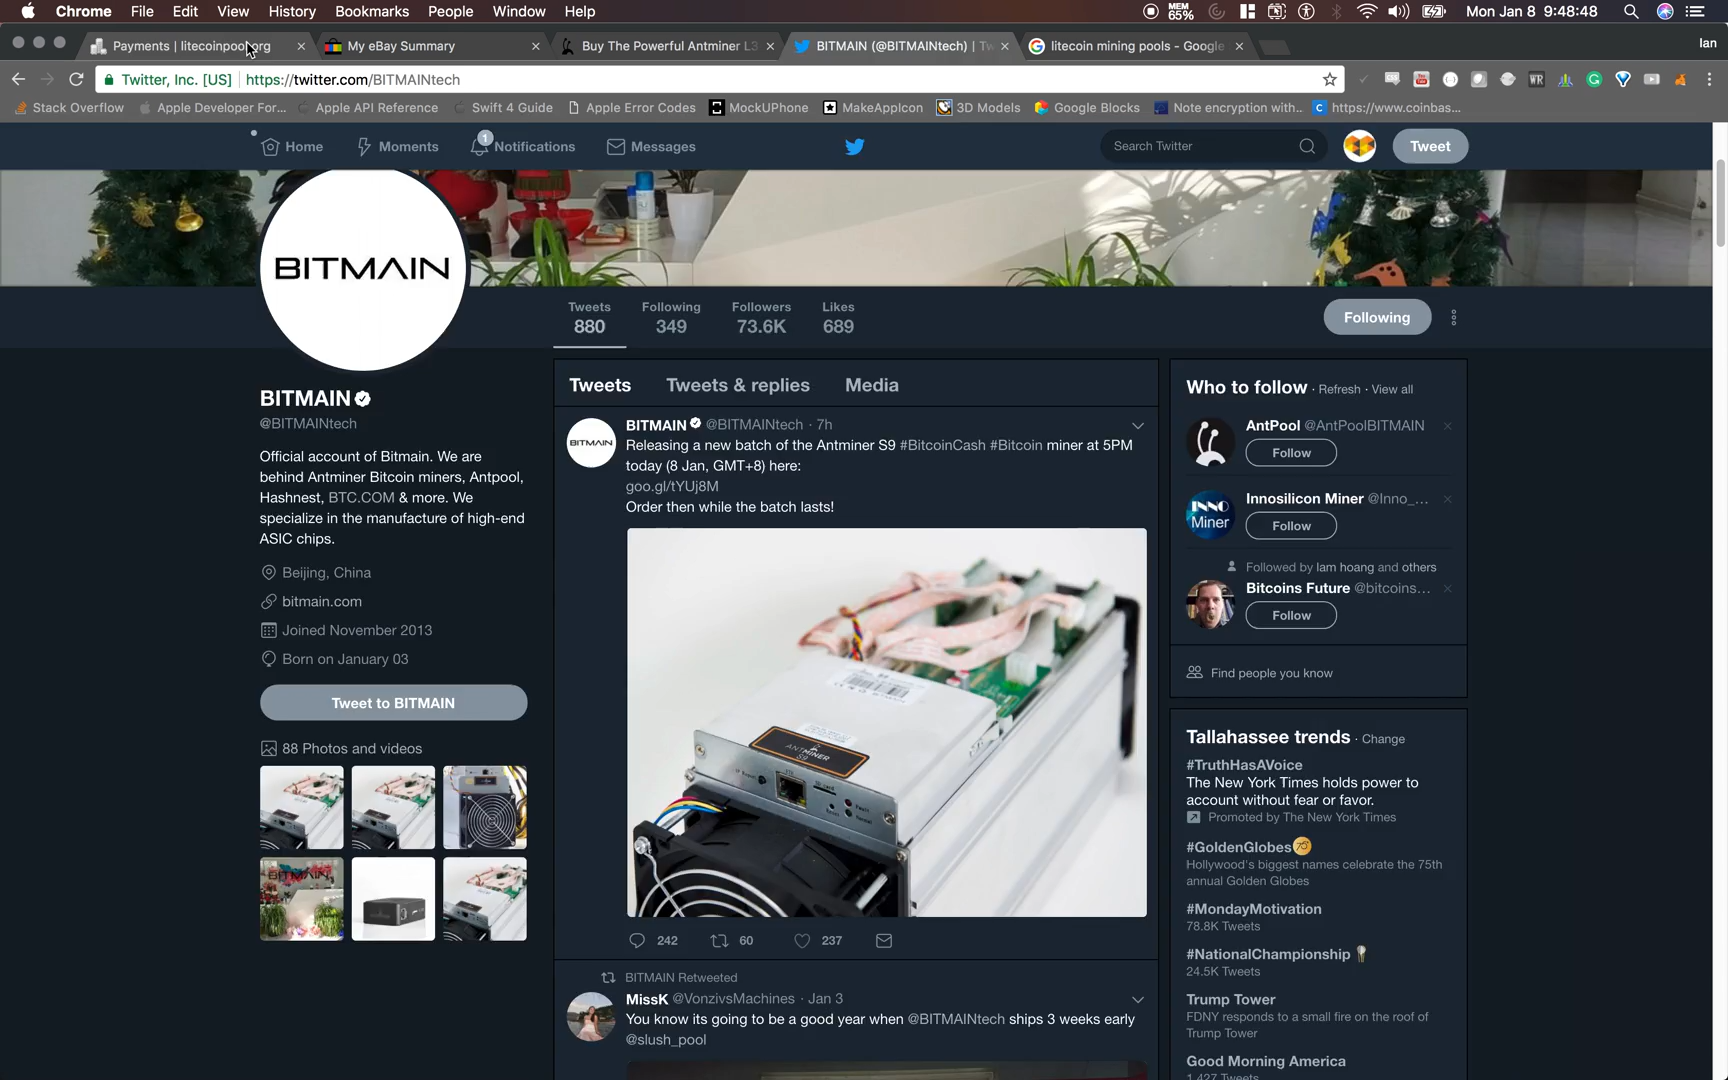 Chrome File Edit View History Bookmarks People Window Help
MEM 65%
Mon Jan 8 9:48:48
Payments | litecoinpool.org
My eBay Summary
Buy The Powerful Antminer L3
BITMAIN (@BITMAINtech) | Tw
litecoin mining pools - Google
Ian
Twitter, Inc. [US] https://twitter.com/BITMAINtech
Stack Overflow
Apple Developer For...
Apple API Reference
Swift 4 Guide
Apple Error Codes
MockUPhone
MakeAppIcon
3D Models
Google Blocks
Note encryption with..
https://www.coinbas...
Home
Moments
1
Notifications
Messages
Search Twitter
Tweet
BITMAIN
Tweets Following Followers Likes
880 349 73.6K 689
Following
BITMAIN
@BITMAINtech
Official account of Bitmain. We are
behind Antminer Bitcoin miners, Antpool,
Hashnest, BTC.COM & more. We
specialize in the manufacture of high-end
ASIC chips.
Beijing, China
bitmain.com
Joined November 2013
Born on January 03
Tweet to BITMAIN
88 Photos and videos
Tweets Tweets & replies Media
BITMAIN
BITMAIN @BITMAINtech · 7h
Releasing a new batch of the Antminer S9 #BitcoinCash #Bitcoin miner at 5PM
today (8 Jan, GMT+8) here:
goo.gl/tYUj8M
Order then while the batch lasts!
ANTMINER
S9
242 60 237
BITMAIN Retweeted
MissK @VonzivsMachines · Jan 3
You know its going to be a good year when @BITMAINtech ships 3 weeks early
@slush_pool
Who to follow · Refresh · View all
AntPool @AntPoolBITMAIN
Follow
INNO
Miner
Innosilicon Miner @Inno_...
Follow
Followed by lam hoang and others
Bitcoins Future @bitcoins...
Follow
Find people you know
Tallahassee trends · Change
#TruthHasAVoice
The New York Times holds power to
account without fear or favor.
Promoted by The New York Times
#GoldenGlobes
Hollywood's biggest names celebrate the 75th
annual Golden Globes
#MondayMotivation
78.8K Tweets
#NationalChampionship
24.5K Tweets
Trump Tower
FDNY responds to a small fire on the roof of
Trump Tower
Good Morning America
1,427 Tweets